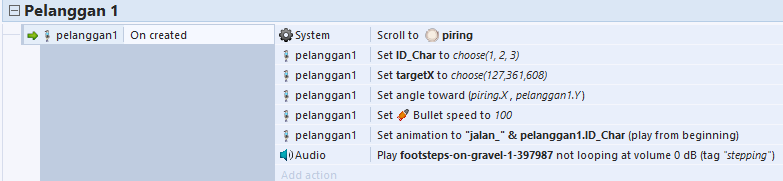 Pelanggan 1
pelanggan1 On created System Scroll to piring
pelanggan1 Set ID_Char to choose(1, 2, 3)
pelanggan1 Set targetX to choose(127,361,608)
pelanggan1 Set angle toward (piring.X , pelanggan1.Y)
pelanggan1 Set Bullet speed to 100
pelanggan1 Set animation to "jalan_" & pelanggan1.ID_Char (play from beginning)
Audio Play footsteps-on-gravel-1-397987 not looping at volume 0 dB (tag "stepping")
Add action